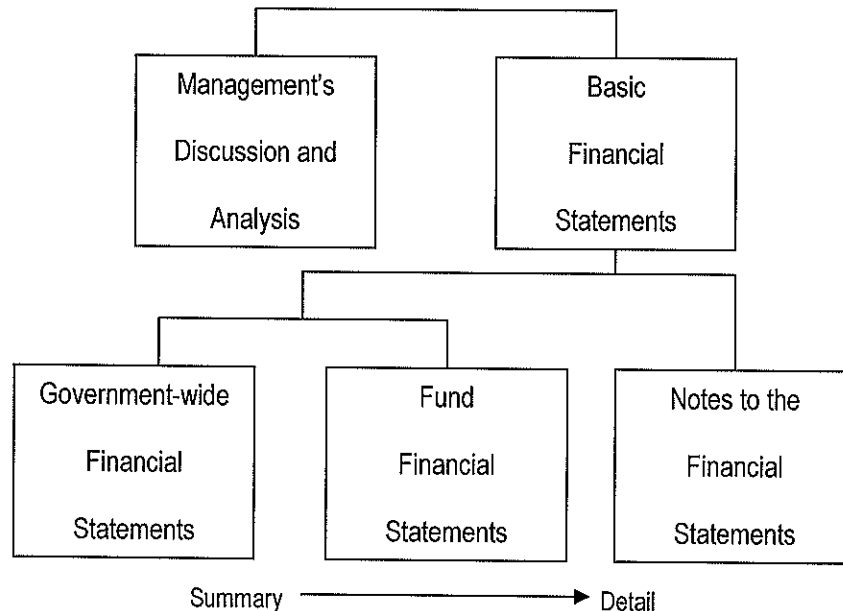 Management's
Discussion and
Analysis
Basic
Financial
Statements
Government-wide
Financial
Statements
Fund
Financial
Statements
Notes to the
Financial
Statements
Summary
Detail